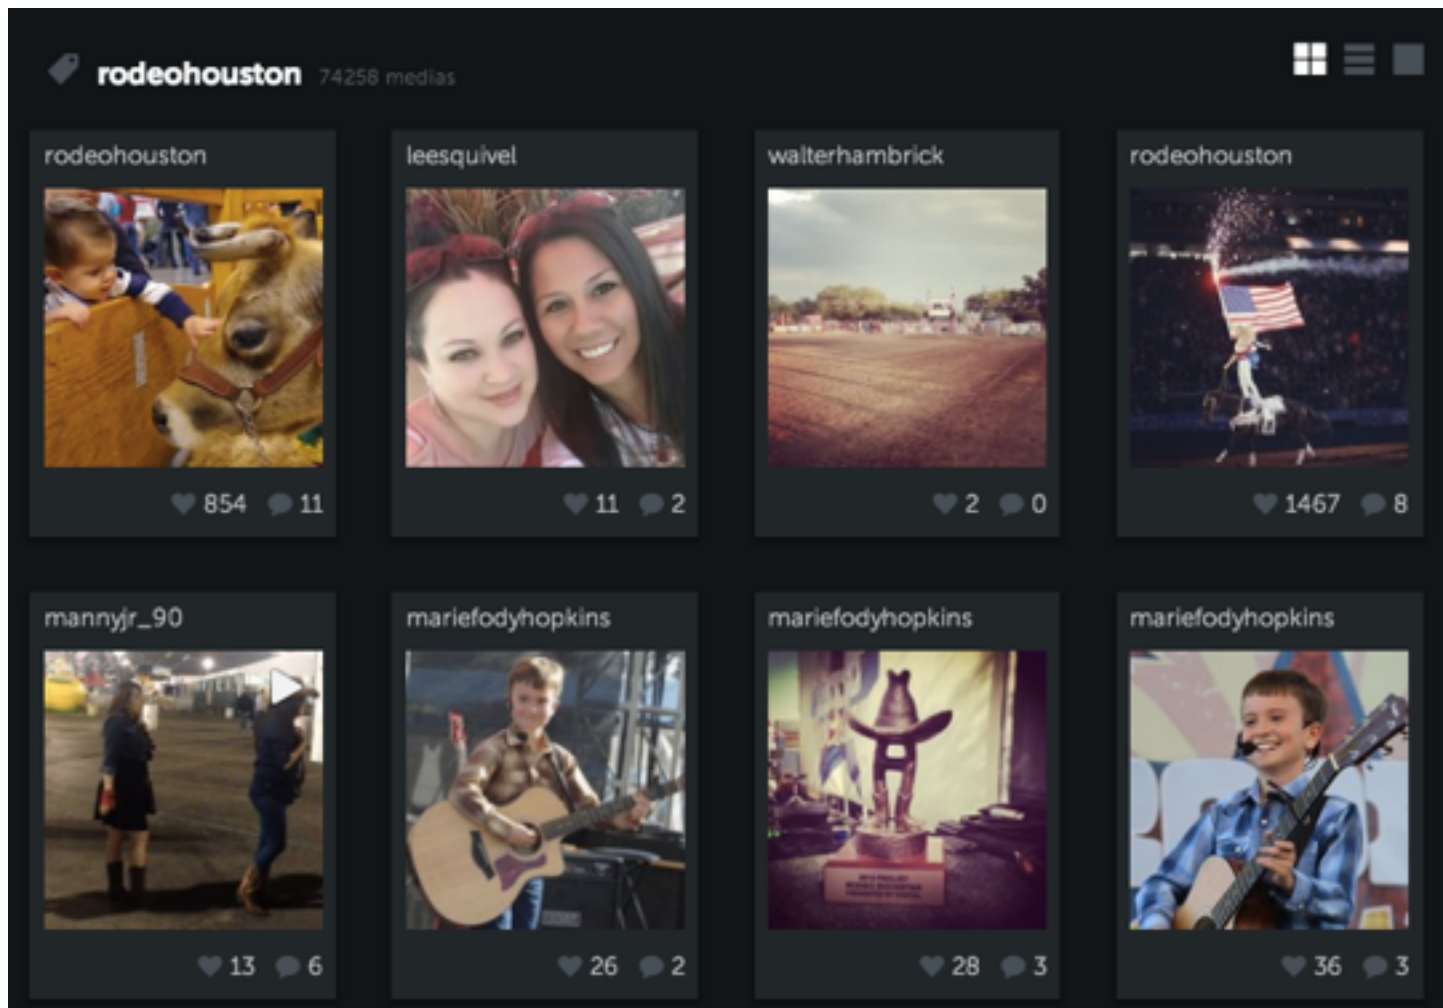 rodeohouston 74258 medias
rodeohouston
leesquivel
walterhambrick
rodeohouston
854 11
11 2
2 0
1467 8
mannyjr_90
mariefodyhopkins
mariefodyhopkins
mariefodyhopkins
13 6
26 2
28 3
36 3